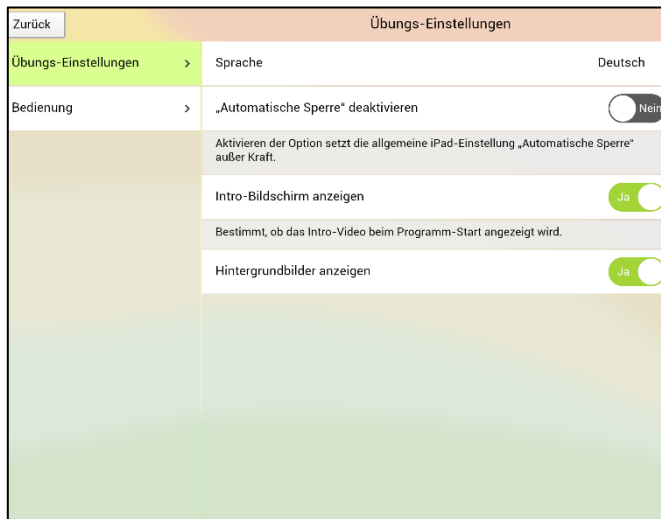 Zurück
Übungs-Einstellungen
Übungs-Einstellungen
Sprache
Deutsch
Bedienung
„Automatische Sperre“ deaktivieren
Nein
Aktivieren der Option setzt die allgemeine iPad-Einstellung „Automatische Sperre“
außer Kraft.
Intro-Bildschirm anzeigen
Ja
Bestimmt, ob das Intro-Video beim Programm-Start angezeigt wird.
Hintergrundbilder anzeigen
Ja